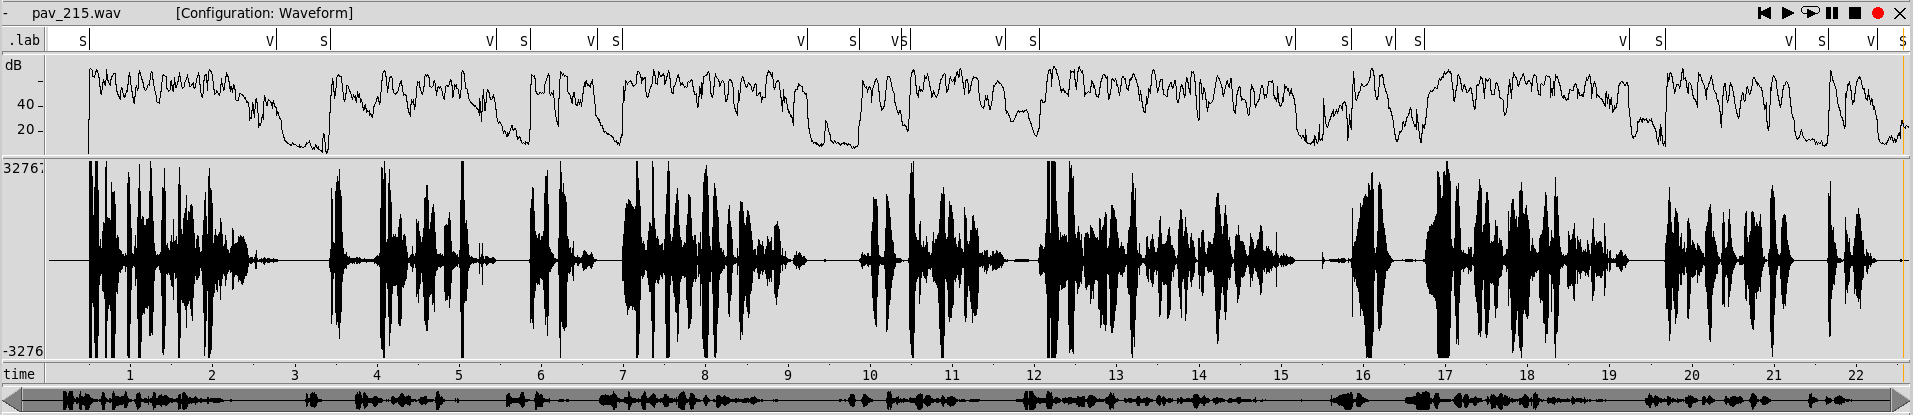 - pav_215.wav [Configuration: Waveform]
.lab S V S V S V S V S V S V S V S V S V S V S V S
dB
40
20
32767
-3276
time 1 2 3 4 5 6 7 8 9 10 11 12 13 14 15 16 17 18 19 20 21 22